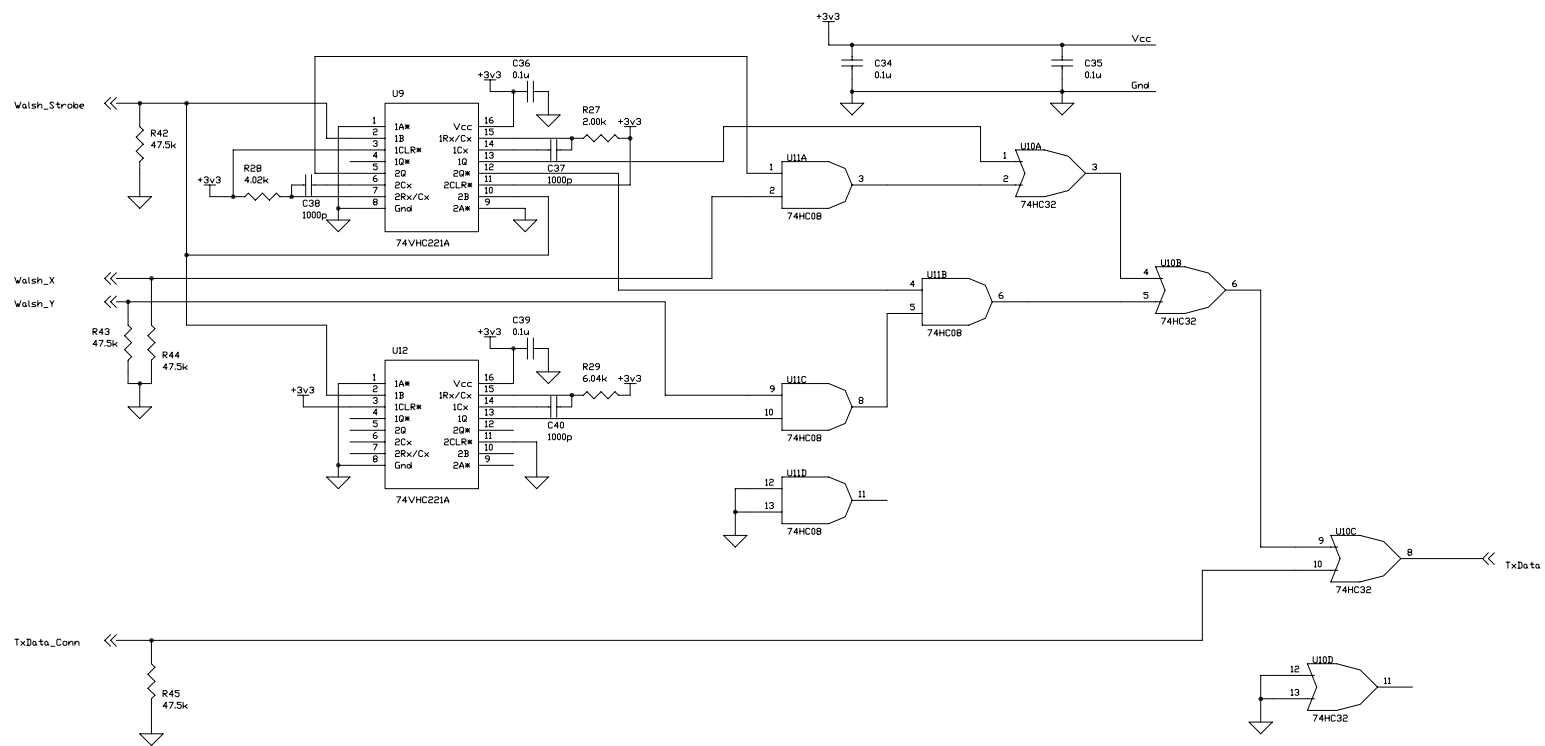 +3v3
Vcc
C34
0.1u
C35
0.1u
Gnd
Walsh_Strobe
R42
47.5k
+3v3
C36
0.1u
U9
R27
2.00k
+3v3
1 1A* Vcc 16
2 1B 1Rx/Cx 15
3 1CLR* 1Cx 14
4 1Q* 1Q 13
5 2Q 2Q* 12
6 2Cx 2CLR* 11
7 2Rx/Cx 2B 10
8 Gnd 2A* 9
74VHC221A
C37
1000p
+3v3
R28
4.02k
C38
1000p
U11A
1
2
3
74HC08
U10A
1
2
3
74HC32
Walsh_X
Walsh_Y
R43
47.5k
R44
47.5k
U11B
4
5
6
74HC08
U10B
4
5
6
74HC32
+3v3
C39
0.1u
U12
R29
6.04k
+3v3
+3v3
1 1A* Vcc 16
2 1B 1Rx/Cx 15
3 1CLR* 1Cx 14
4 1Q* 1Q 13
5 2Q 2Q* 12
6 2Cx 2CLR* 11
7 2Rx/Cx 2B 10
8 Gnd 2A* 9
74VHC221A
C40
1000p
U11C
9
10
8
74HC08
U11D
12
13
11
74HC08
U10C
9
10
8
74HC32
TxData
TxData_Conn
R45
47.5k
U10D
12
13
11
74HC32